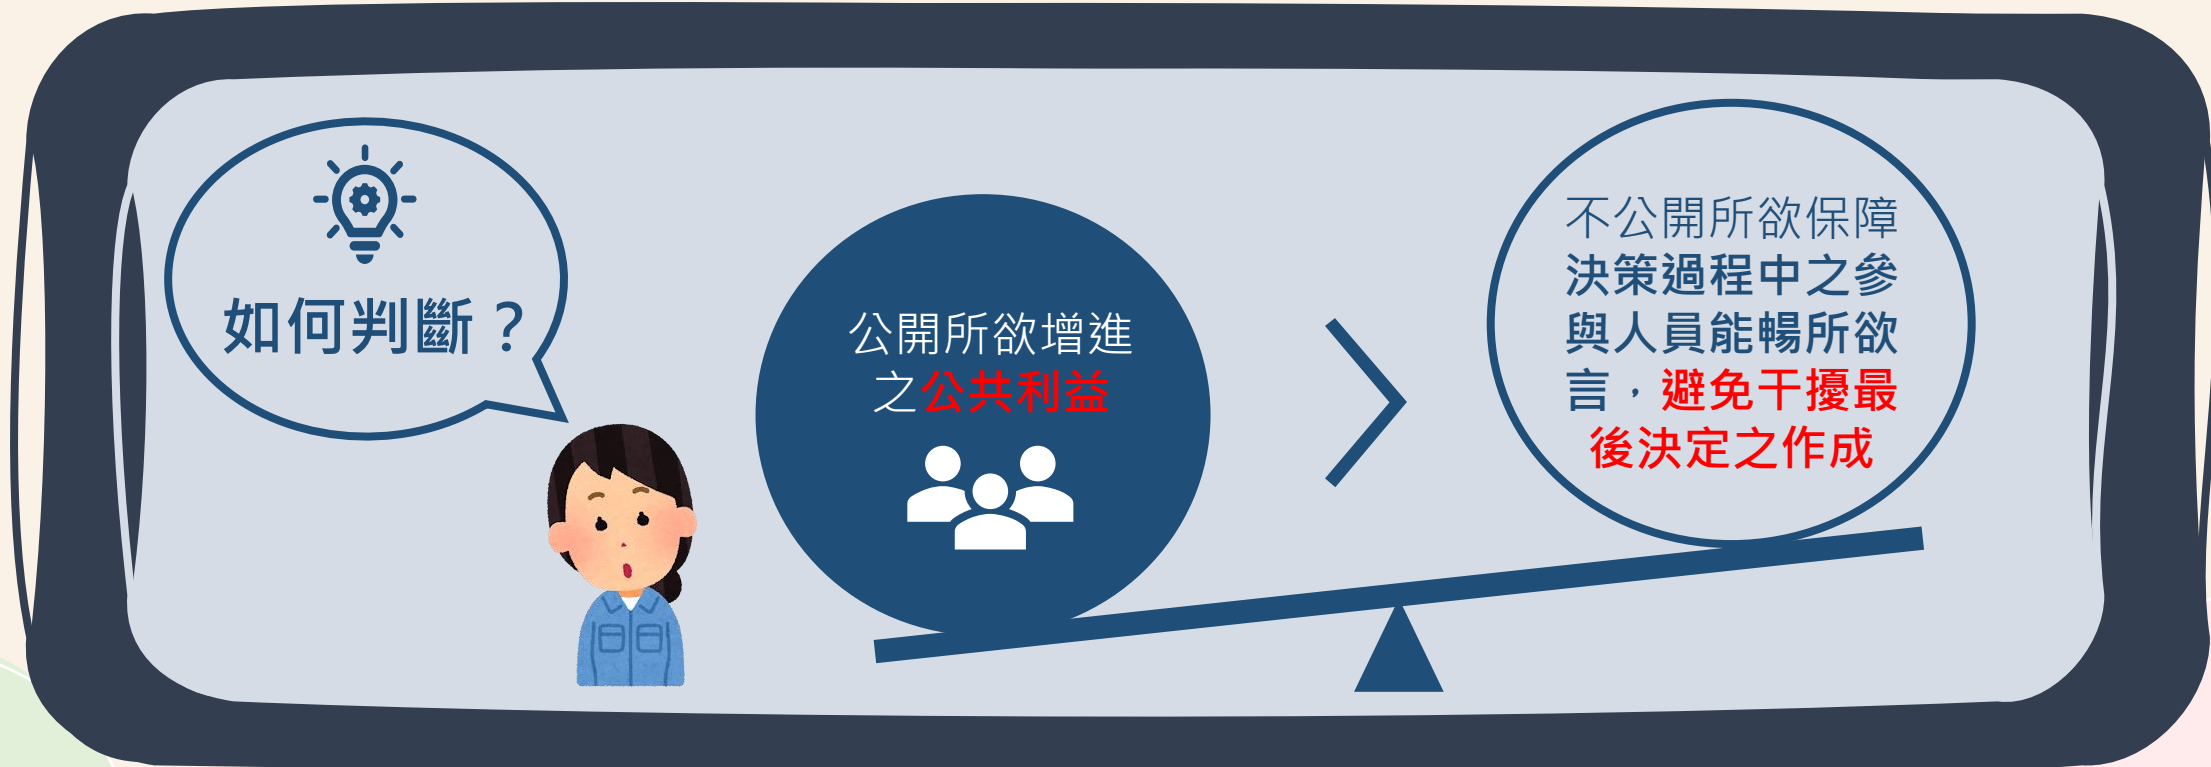 如何判斷？
公開所欲增進
之公共利益
不公開所欲保障
決策過程中之參
與人員能暢所欲
言，避免干擾最
後決定之作成